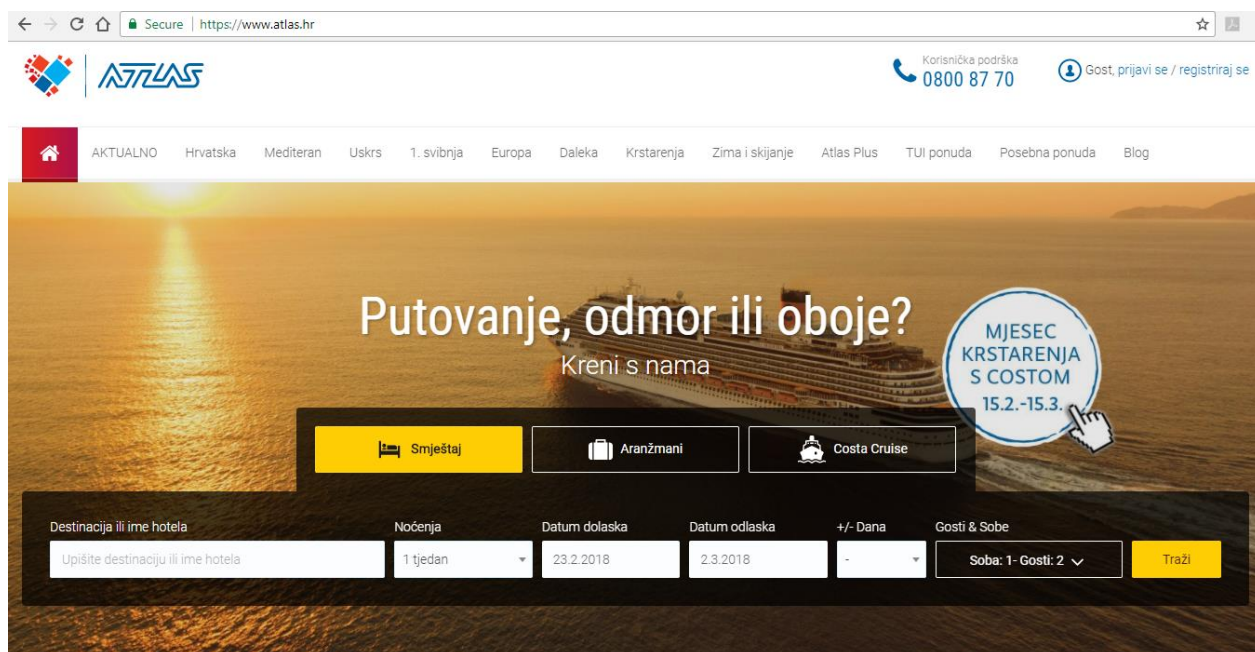 Secure | https://www.atlas.hr
ATLAS
Korisnička podrška
0800 87 70
Gost, prijavi se / registriraj se
AKTUALNO Hrvatska Mediteran Uskrs 1. svibnja Europa Daleka Krstarenja Zima i skijanje Atlas Plus TUI ponuda Posebna ponuda Blog
Putovanje, odmor ili oboje?
Kreni s nama
MJESEC
KRSTARENJA
S COSTOM
15.2.-15.3.
Smještaj Aranžmani Costa Cruise
Destinacija ili ime hotela Noćenja Datum dolaska Datum odlaska +/- Dana Gosti & Sobe
Upišite destinaciju ili ime hotela 1 tjedan 23.2.2018 2.3.2018 - Soba: 1- Gosti: 2 Traži